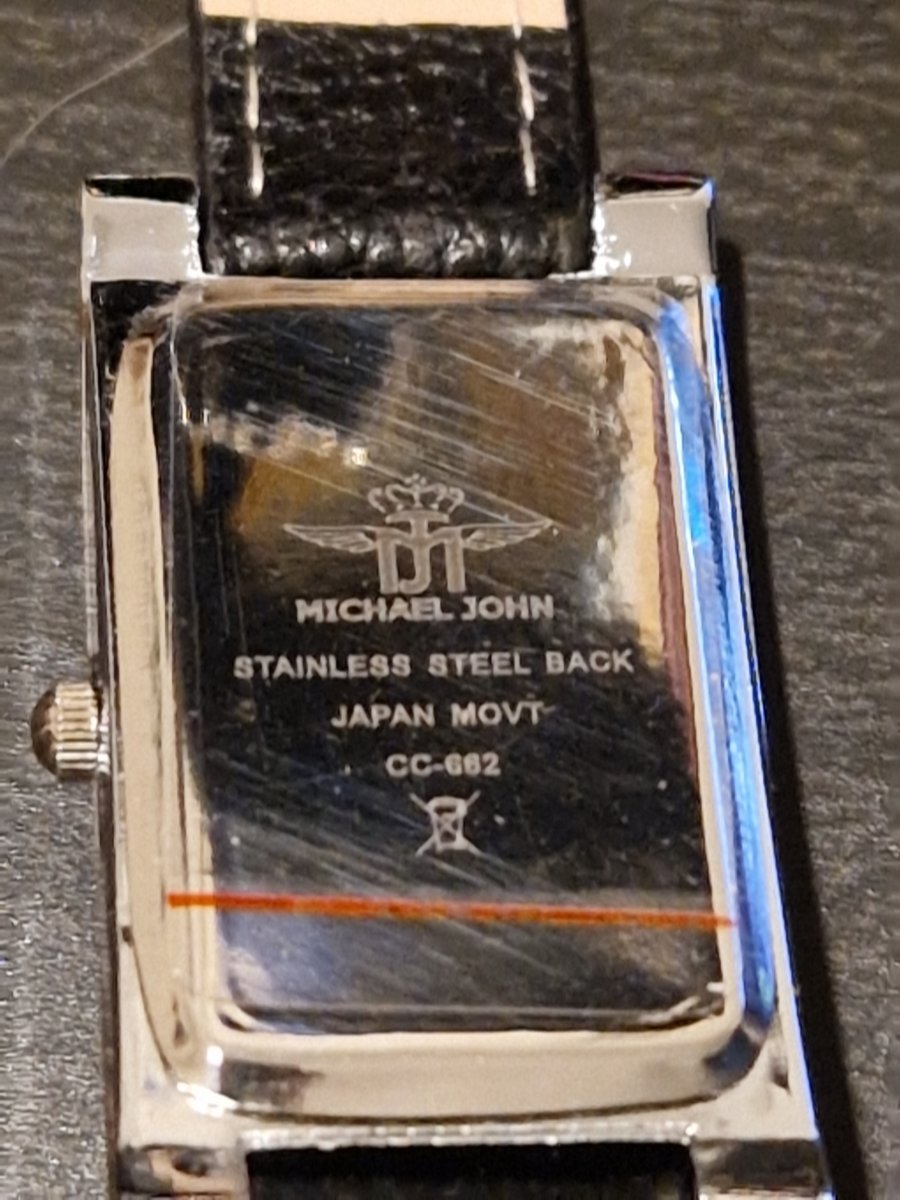 MJ
MICHAEL JOHN
STAINLESS STEEL BACK
JAPAN MOVT
CC-662